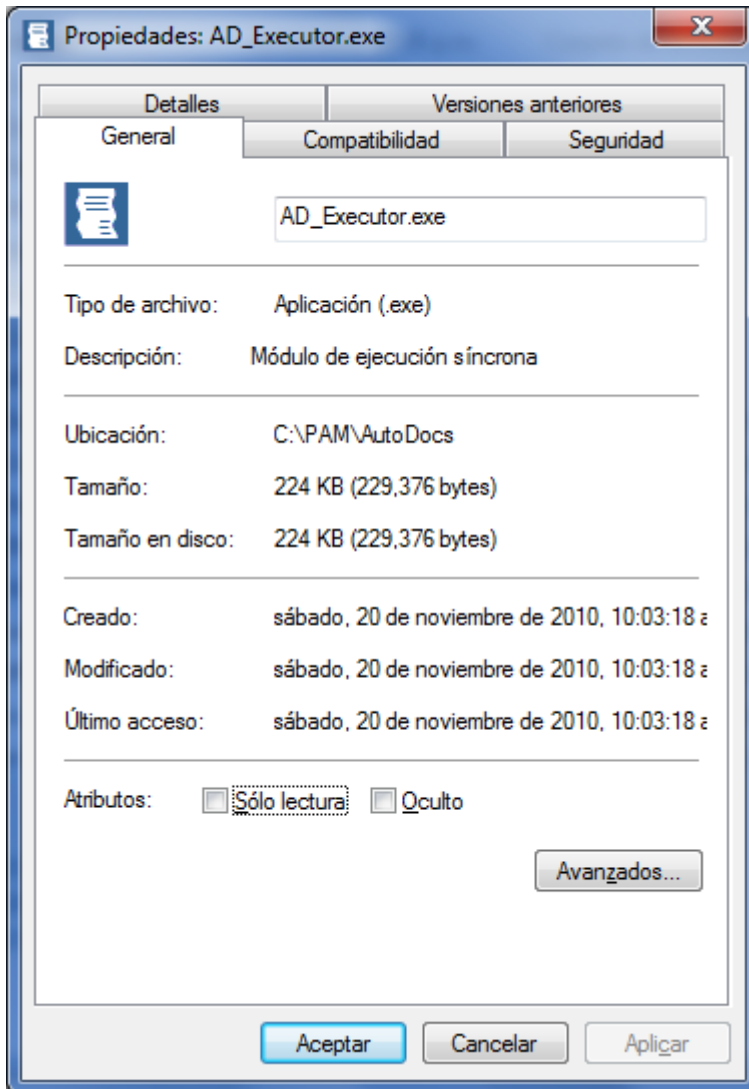 Propiedades: AD_Executor.exe
Detalles Versiones anteriores
General Compatibilidad Seguridad
AD_Executor.exe
Tipo de archivo: Aplicación (.exe)
Descripción: Módulo de ejecución síncrona
Ubicación: C:\PAM\AutoDocs
Tamaño: 224 KB (229,376 bytes)
Tamaño en disco: 224 KB (229,376 bytes)
Creado: sábado, 20 de noviembre de 2010, 10:03:18 a
Modificado: sábado, 20 de noviembre de 2010, 10:03:18 a
Último acceso: sábado, 20 de noviembre de 2010, 10:03:18 a
Atributos: Sólo lectura Oculto
Avanzados...
Aceptar Cancelar Aplicar